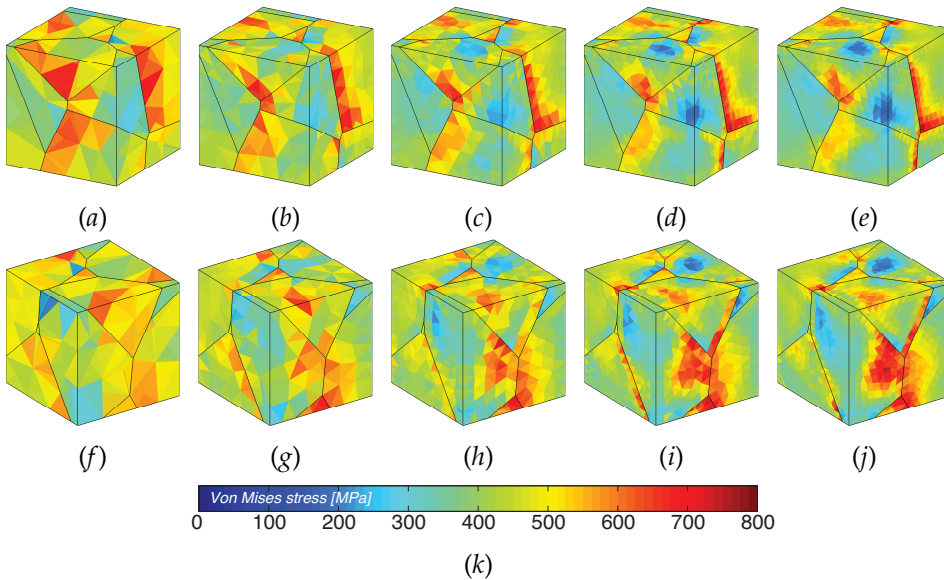 (a) (b) (c) (d) (e)
(f) (g) (h) (i) (j)
Von Mises stress [MPa]
0 100 200 300 400 500 600 700 800
(k)